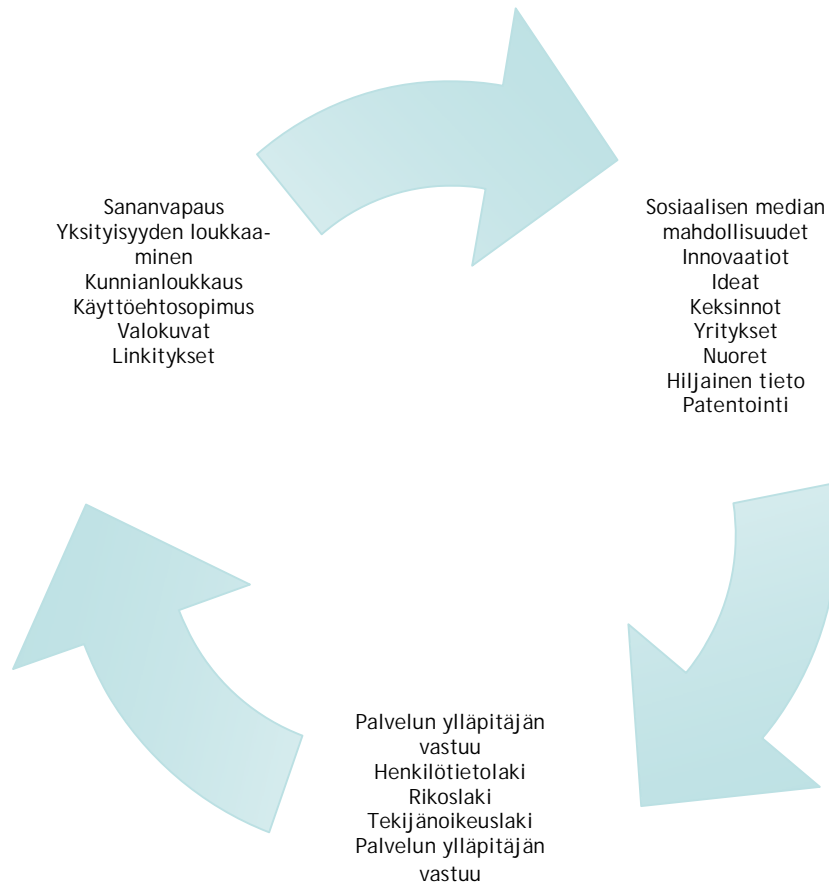 Sananvapaus
Yksityisyyden loukkaa-
minen
Kunnianloukkaus
Käyttöehtosopimus
Valokuvat
Linkitykset
Sosiaalisen median
mahdollisuudet
Innovaatiot
Ideat
Keksinnot
Yritykset
Nuoret
Hiljainen tieto
Patentointi
Palvelun ylläpitäjän
vastuu
Henkilötietolaki
Rikoslaki
Tekijänoikeuslaki
Palvelun ylläpitäjän
vastuu